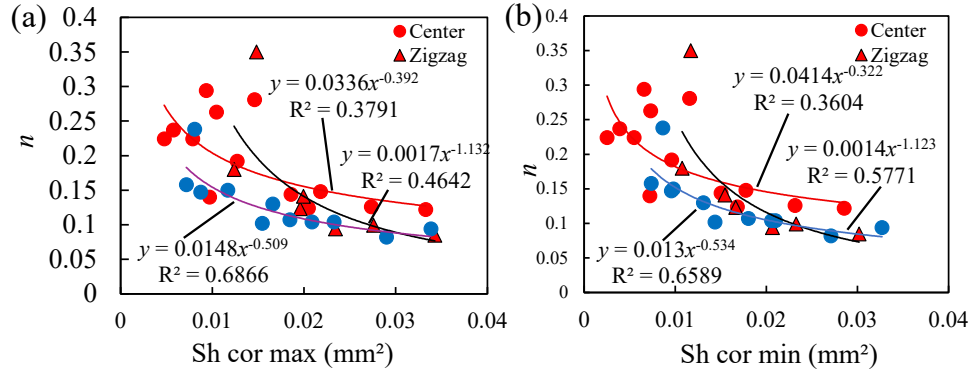 (a)
Center
Zigzag
y = 0.0336x^-0.392
R² = 0.3791
y = 0.0017x^-1.132
R² = 0.4642
y = 0.0148x^-0.509
R² = 0.6866
n
0.4
0.35
0.3
0.25
0.2
0.15
0.1
0.05
0
0
0.01
0.02
0.03
0.04
Sh cor max (mm²)
(b)
Center
Zigzag
y = 0.0414x^-0.322
R² = 0.3604
y = 0.0014x^-1.123
R² = 0.5771
y = 0.013x^-0.534
R² = 0.6589
n
0.4
0.35
0.3
0.25
0.2
0.15
0.1
0.05
0
0
0.01
0.02
0.03
0.04
Sh cor min (mm²)